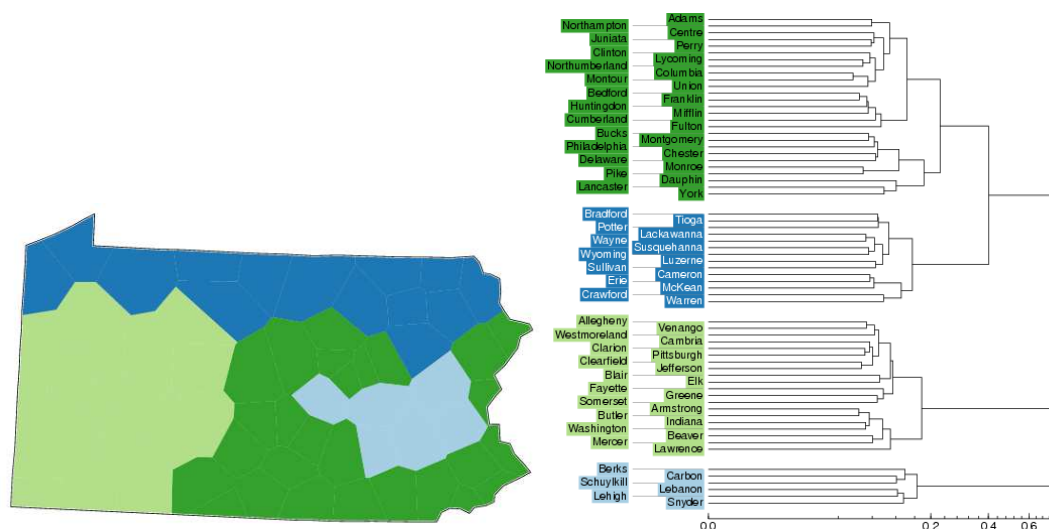 Adams
Northampton
Centre
Juniata
Perry
Clinton
Lycoming
Northumberland
Columbia
Montour
Union
Bedford
Franklin
Huntingdon
Mifflin
Cumberland
Fulton
Bucks
Montgomery
Philadelphia
Chester
Delaware
Monroe
Pike
Dauphin
Lancaster
York
Bradford
Tioga
Potter
Lackawanna
Wayne
Susquehanna
Wyoming
Luzerne
Sullivan
Cameron
Erie
McKean
Crawford
Warren
Allegheny
Venango
Westmoreland
Cambria
Clarion
Pittsburgh
Clearfield
Jefferson
Blair
Elk
Fayette
Greene
Somerset
Armstrong
Butler
Indiana
Washington
Beaver
Mercer
Lawrence
Berks
Carbon
Schuylkill
Lebanon
Lehigh
Snyder
0.0 0.2 0.4 0.6